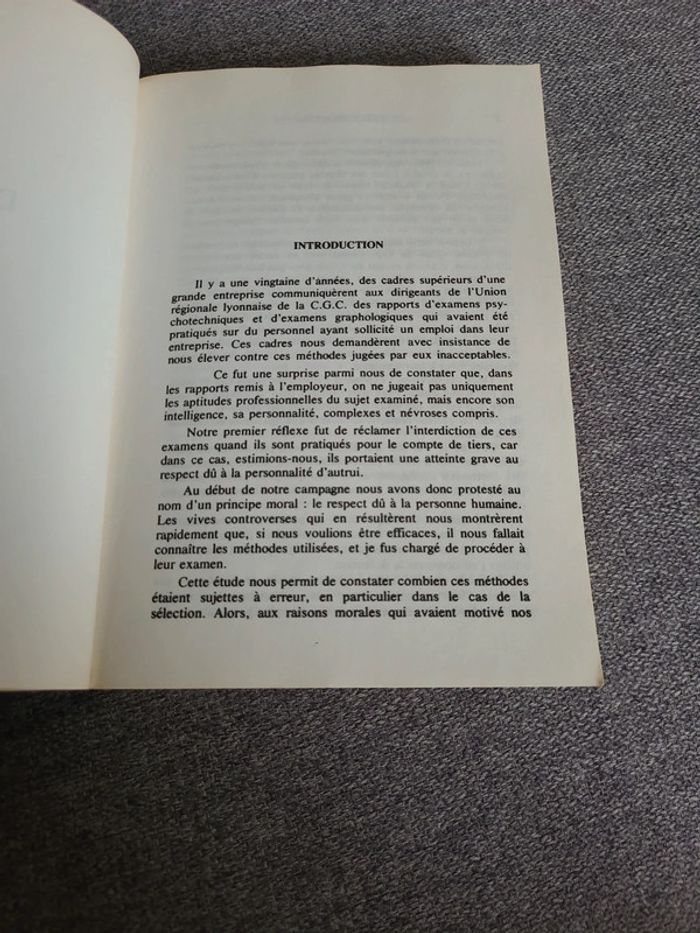 INTRODUCTION
Il y a une vingtaine d'années, des cadres supérieurs d'une
grande entreprise communiquèrent aux dirigeants de l'Union
régionale lyonnaise de la C.G.C. des rapports d'examens psy-
chotechniques et d'examens graphologiques qui avaient été
pratiqués sur du personnel ayant sollicité un emploi dans leur
entreprise. Ces cadres nous demandèrent avec insistance de
nous élever contre ces méthodes jugées par eux inacceptables.
Ce fut une surprise parmi nous de constater que, dans
les rapports remis à l'employeur, on ne jugeait pas uniquement
les aptitudes professionnelles du sujet examiné, mais encore son
intelligence, sa personnalité, complexes et névroses compris.
Notre premier réflexe fut de réclamer l'interdiction de ces
examens quand ils sont pratiqués pour le compte de tiers, car
dans ce cas, estimions-nous, ils portaient une atteinte grave au
respect dû à la personnalité d'autrui.
Au début de notre campagne nous avons donc protesté au
nom d'un principe moral : le respect dû à la personne humaine.
Les vives controverses qui en résultèrent nous montrèrent
rapidement que, si nous voulions être efficaces, il nous fallait
connaître les méthodes utilisées, et je fus chargé de procéder à
leur examen.
Cette étude nous permit de constater combien ces méthodes
étaient sujettes à erreur, en particulier dans le cas de la
sélection. Alors, aux raisons morales qui avaient motivé nos